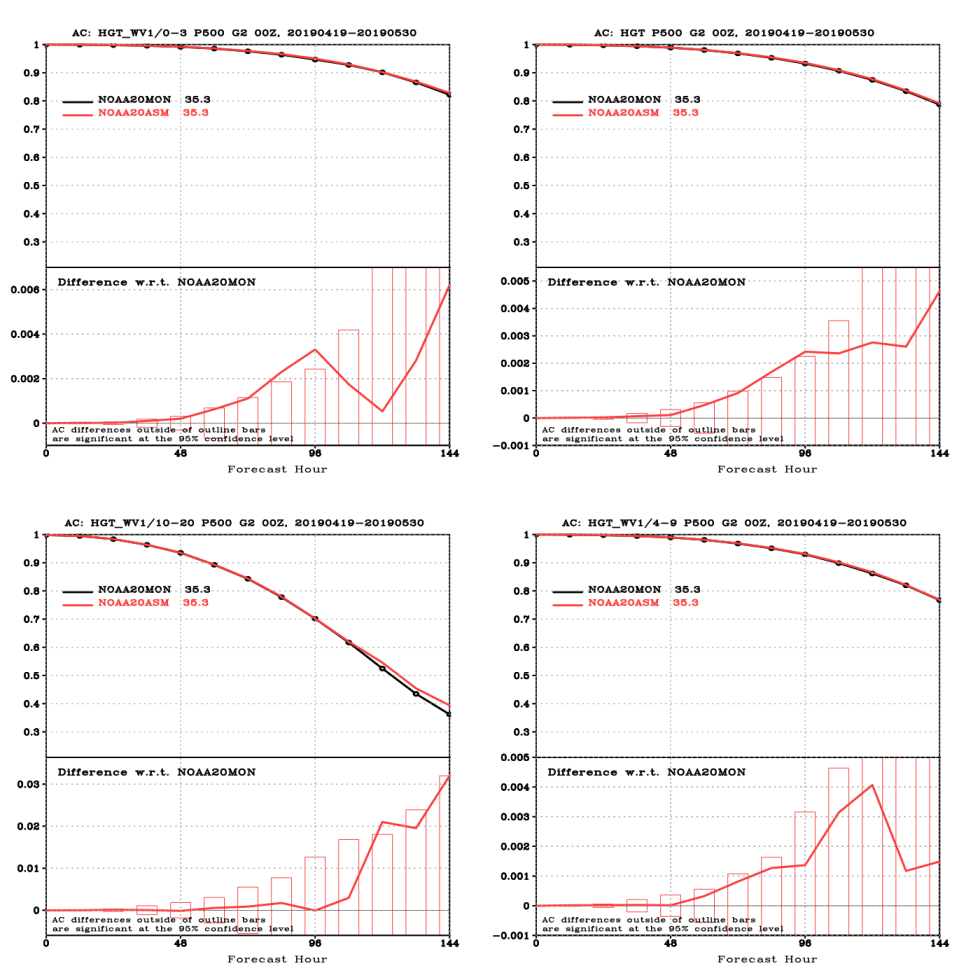 AC: HGT_WV1/0-3 P500 G2 00Z, 20190419-20190530
1
0.9
0.8
0.7
0.6
0.5
0.4
0.3
NOAA20MON 35.3
NOAA20ASM 35.3
Difference w.r.t. NOAA20MON
0.006
0.004
0.002
0
AC differences outside of outline bars
are significant at the 95% confidence level
0 48 96 144
Forecast Hour
AC: HGT P500 G2 00Z, 20190419-20190530
1
0.9
0.8
0.7
0.6
0.5
0.4
0.3
NOAA20MON 35.3
NOAA20ASM 35.3
Difference w.r.t. NOAA20MON
0.005
0.004
0.003
0.002
0.001
0
-0.001
AC differences outside of outline bars
are significant at the 95% confidence level
0 48 96 144
Forecast Hour
AC: HGT_WV1/10-20 P500 G2 00Z, 20190419-20190530
1
0.9
0.8
0.7
0.6
0.5
0.4
0.3
NOAA20MON 35.3
NOAA20ASM 35.3
Difference w.r.t. NOAA20MON
0.03
0.02
0.01
0
AC differences outside of outline bars
are significant at the 95% confidence level
0 48 96 144
Forecast Hour
AC: HGT_WV1/4-9 P500 G2 00Z, 20190419-20190530
1
0.9
0.8
0.7
0.6
0.5
0.4
0.3
NOAA20MON 35.3
NOAA20ASM 35.3
0.005
Difference w.r.t. NOAA20MON
0.004
0.003
0.002
0.001
0
-0.001
AC differences outside of outline bars
are significant at the 95% confidence level
0 48 96 144
Forecast Hour